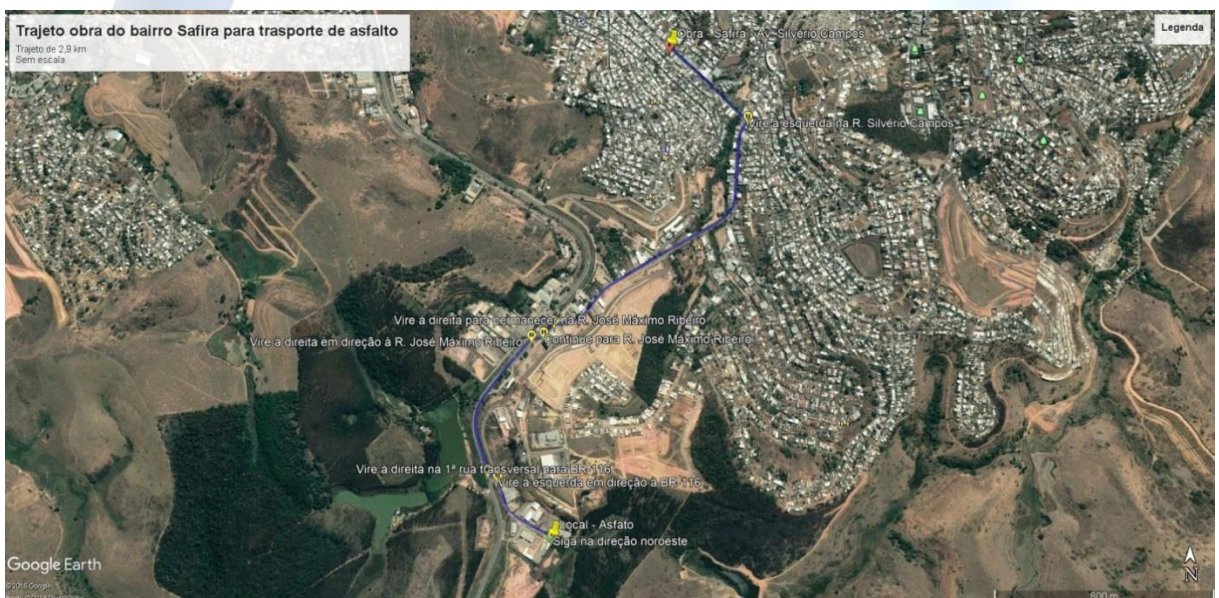 Trajeto obra do bairro Safira para trasporte de asfalto
Trajeto de 2,8 km
Sem escala
Legenda
Obra - Safira - Av. Silvério Campos
Vire à esquerda na R. Silvério Campos
Vire à direita para permanecer na R. José Máximo Ribeiro
Vire à direita em direção à R. José Máximo Ribeiro
Continue para R. José Máximo Ribeiro
Vire à direita na 1ª rua transversal para BR-116
Vire à esquerda em direção à BR-116
Local - Asfato
Siga na direção noroeste
Google Earth
N
800 m